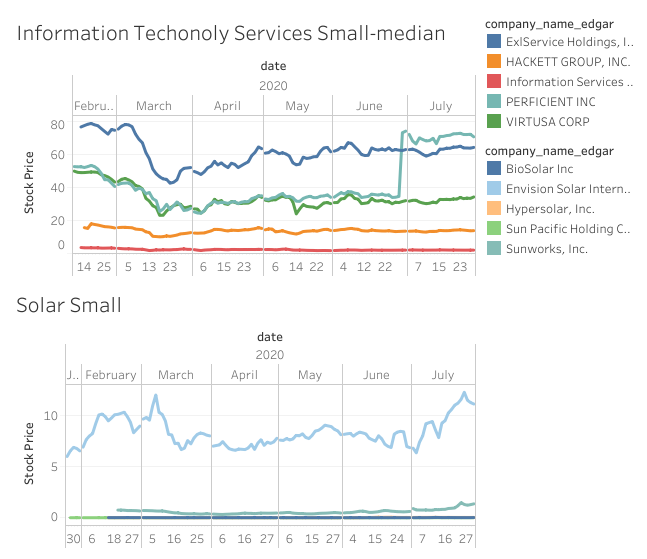 Information Techonoly Services Small-median
date
2020
Febru..
March
April
May
June
July
Stock Price
80
60
40
20
0
14 25 5 13 23 6 15 23 6 14 22 4 12 22 7 15 23
company_name_edgar
ExlService Holdings, I..
HACKETT GROUP, INC.
Information Services ..
PERFICIENT INC
VIRTUSA CORP
company_name_edgar
BioSolar Inc
Envision Solar Intern..
Hypersolar, Inc.
Sun Pacific Holding C..
Sunworks, Inc.
Solar Small
date
2020
J..
February
March
April
May
June
July
Stock Price
10
5
0
30 6 18 27 5 16 25 6 16 27 6 15 27 4 15 24 7 16 27